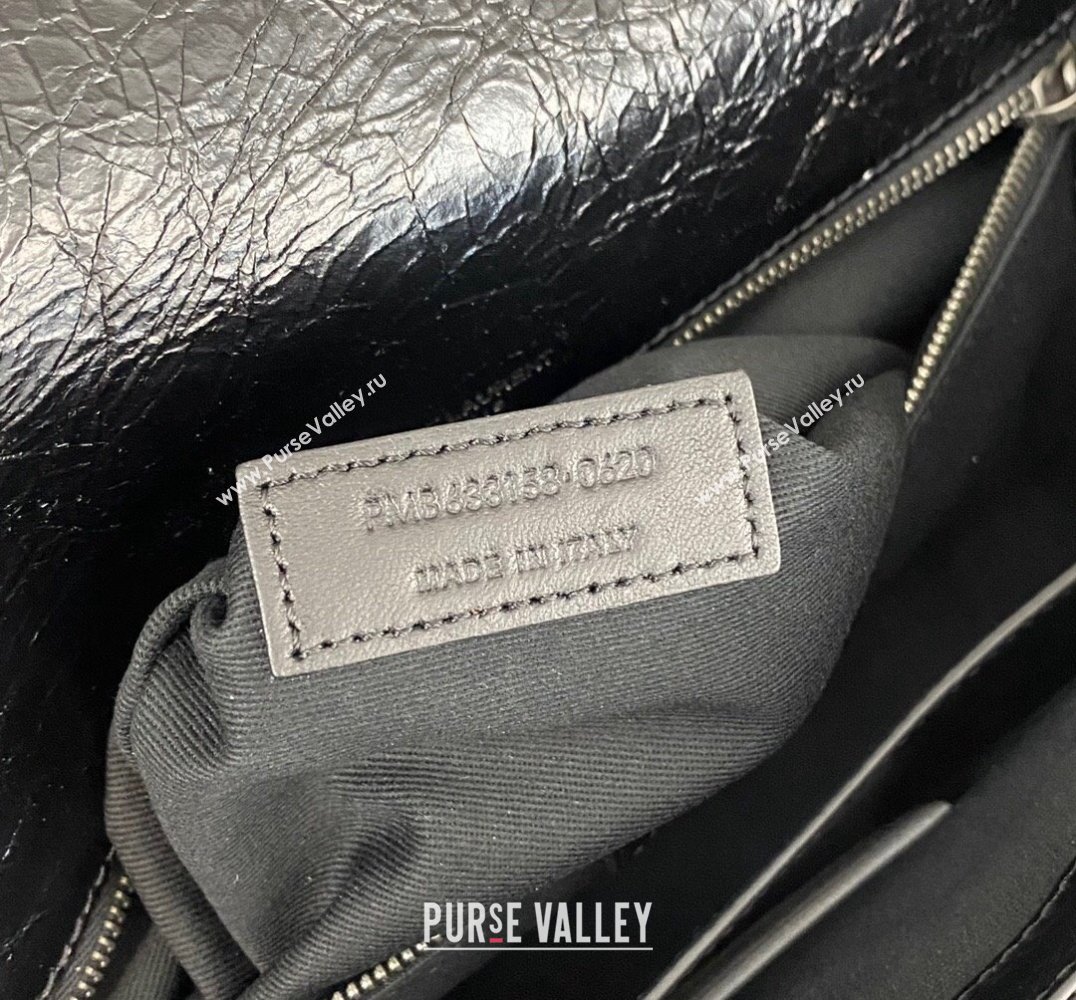 www.PurseValley.ru
www.PurseValley.ru
PMB633158·0620
MADE IN ITALY
PURSE VALLEY